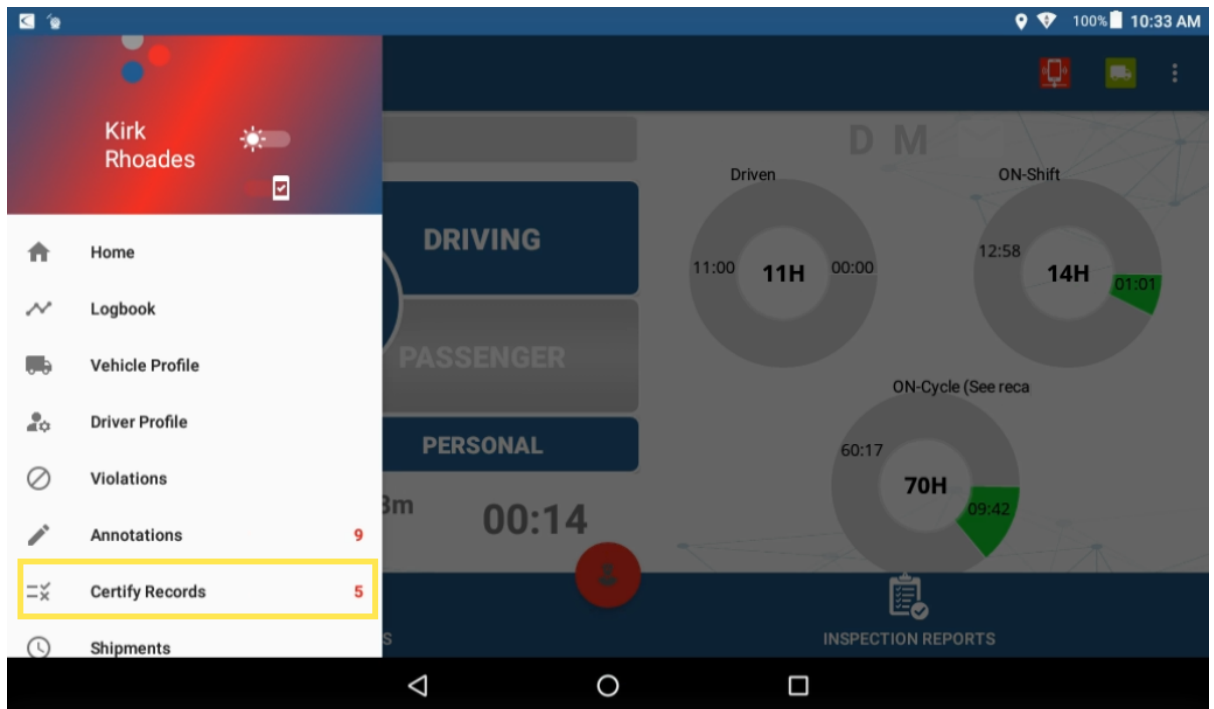 100% 10:33 AM
Kirk
Rhoades
Home
Logbook
Vehicle Profile
Driver Profile
Violations
Annotations 9
Certify Records 5
Shipments
DRIVING
PASSENGER
PERSONAL
3m
00:14
S
D M
Driven
11:00 11H 00:00
ON-Shift
12:58 14H 01:01
ON-Cycle (See reca
60:17 70H 09:42
INSPECTION REPORTS